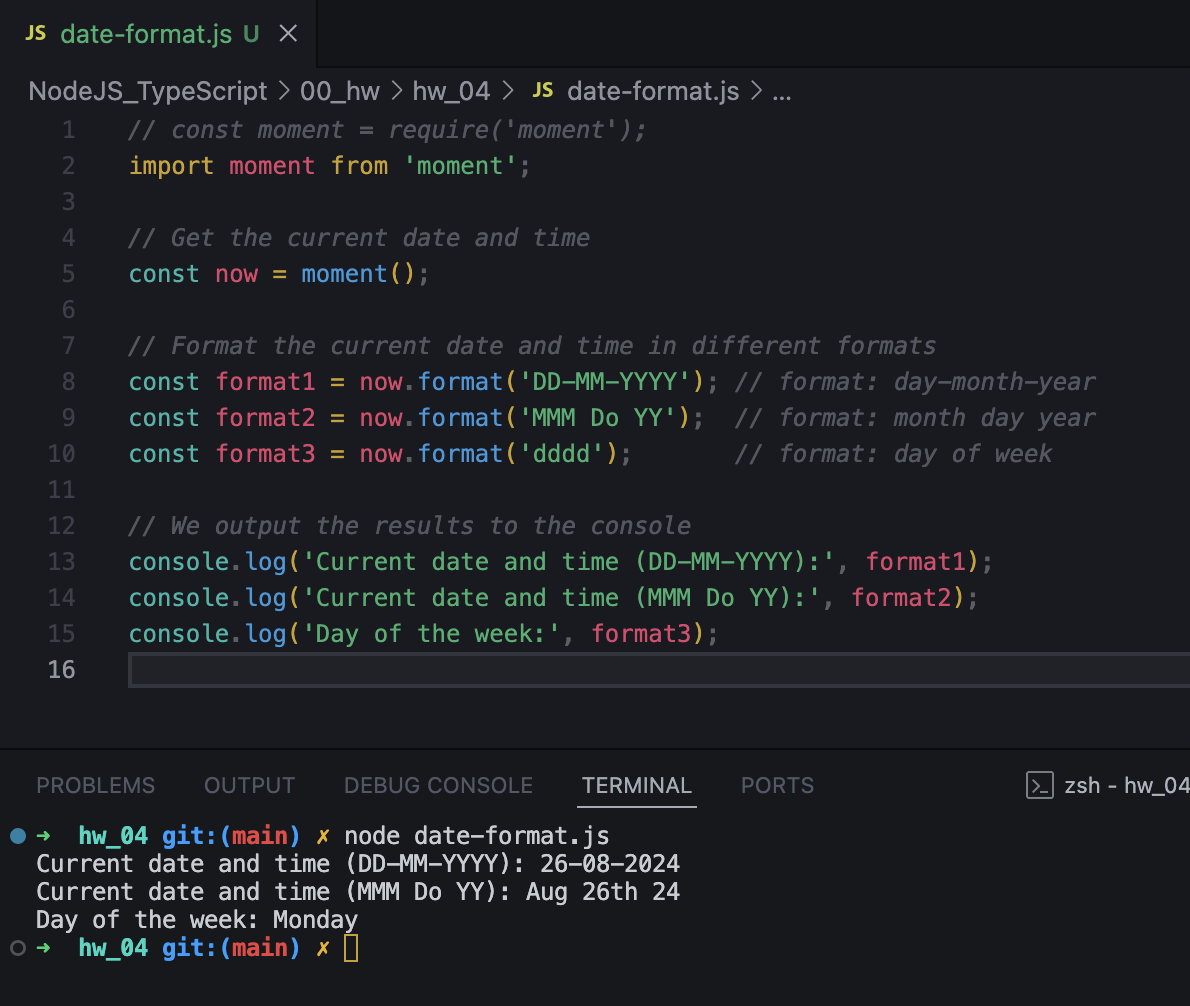 JS date-format.js U ×
NodeJS_TypeScript > 00_hw > hw_04 > JS date-format.js > ...
1 // const moment = require('moment');
2 import moment from 'moment';
3
4 // Get the current date and time
5 const now = moment();
6
7 // Format the current date and time in different formats
8 const format1 = now.format('DD-MM-YYYY'); // format: day-month-year
9 const format2 = now.format('MMM Do YY');  // format: month day year
10 const format3 = now.format('dddd');       // format: day of week
11
12 // We output the results to the console
13 console.log('Current date and time (DD-MM-YYYY):', format1);
14 console.log('Current date and time (MMM Do YY):', format2);
15 console.log('Day of the week:', format3);
16
PROBLEMS OUTPUT DEBUG CONSOLE TERMINAL PORTS zsh - hw_04
➜ hw_04 git:(main) ✗ node date-format.js
Current date and time (DD-MM-YYYY): 26-08-2024
Current date and time (MMM Do YY): Aug 26th 24
Day of the week: Monday
➜ hw_04 git:(main) ✗